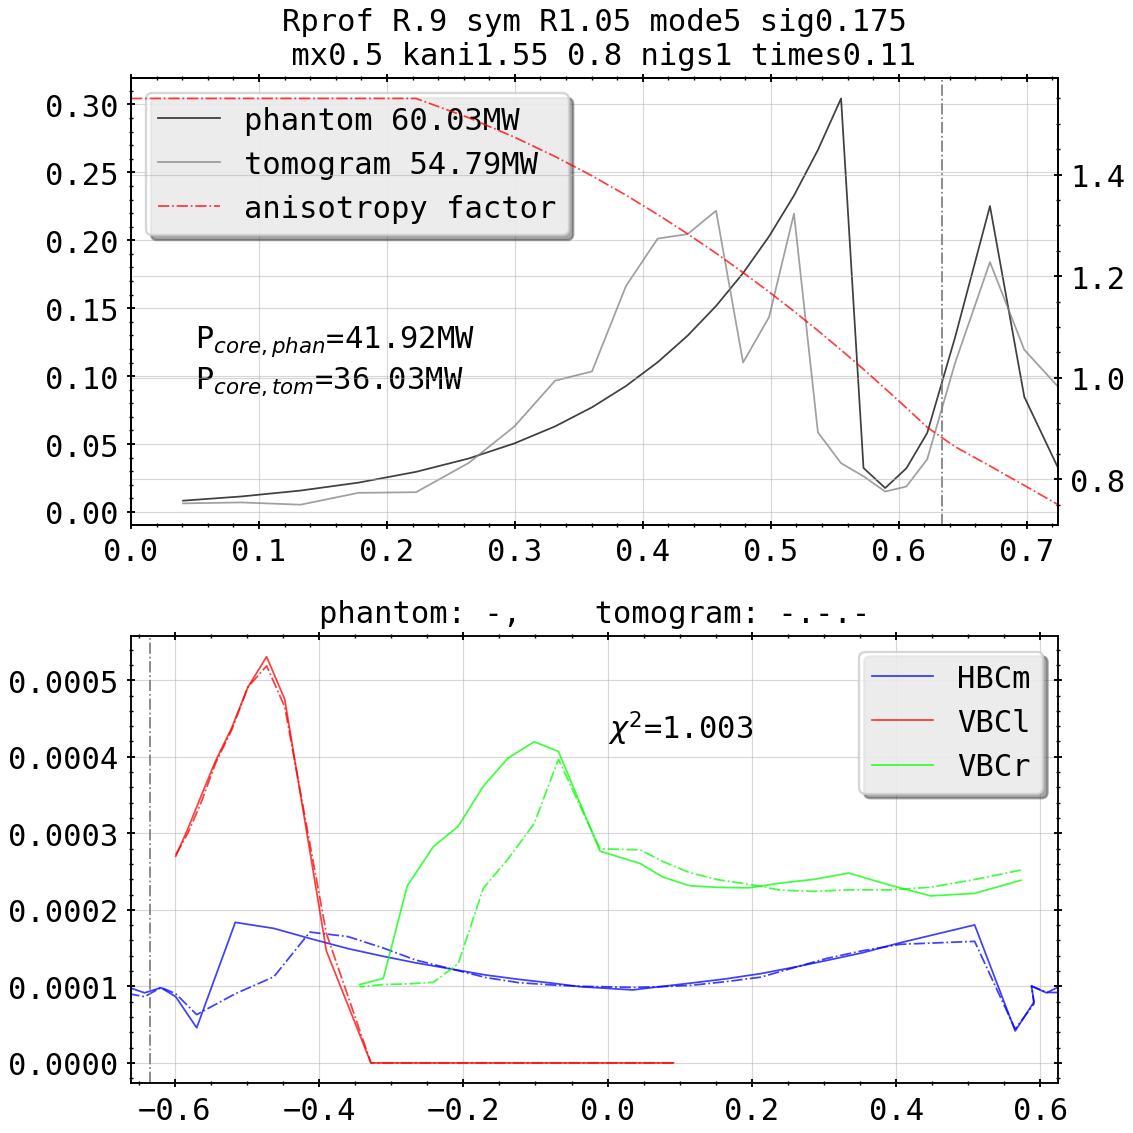 Rprof R.9 sym R1.05 mode5 sig0.175
mx0.5 kani1.55 0.8 nigs1 times0.11
phantom 60.03MW
tomogram 54.79MW
anisotropy factor
P_{core,phan}=41.92MW
P_{core,tom}=36.03MW
0.30
0.25
0.20
0.15
0.10
0.05
0.00
1.4
1.2
1.0
0.8
0.0 0.1 0.2 0.3 0.4 0.5 0.6 0.7
phantom: -,    tomogram: -.-.-
HBCm
VBCl
VBCr
χ²=1.003
0.0005
0.0004
0.0003
0.0002
0.0001
0.0000
−0.6 −0.4 −0.2 0.0 0.2 0.4 0.6